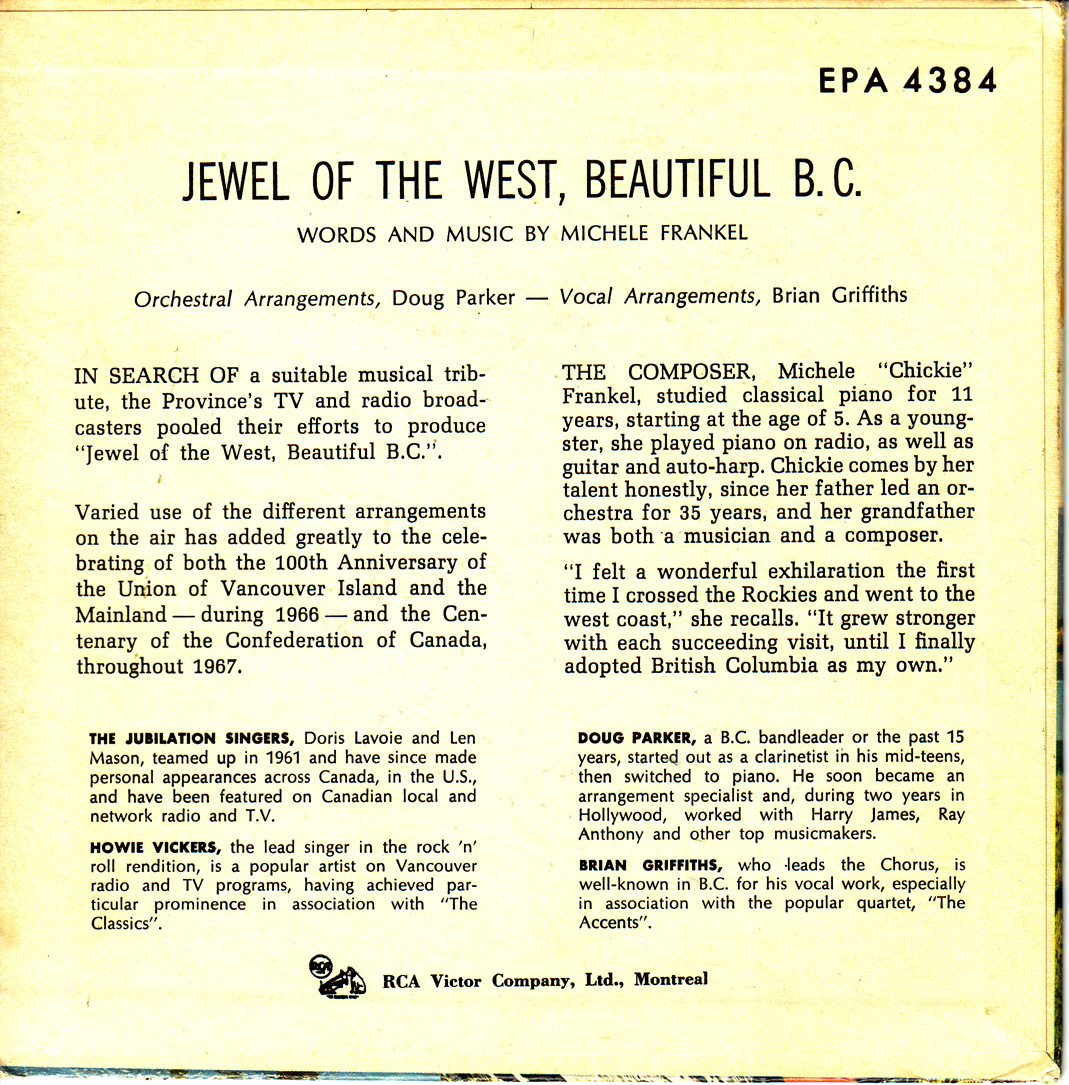 EPA 4384
JEWEL OF THE WEST, BEAUTIFUL B.C.
WORDS AND MUSIC BY MICHELE FRANKEL
Orchestral Arrangements, Doug Parker — Vocal Arrangements, Brian Griffiths
IN SEARCH OF a suitable musical trib-
ute, the Province's TV and radio broad-
casters pooled their efforts to produce
"Jewel of the West, Beautiful B.C.".
Varied use of the different arrangements
on the air has added greatly to the cele-
brating of both the 100th Anniversary of
the Union of Vancouver Island and the
Mainland — during 1966 — and the Cen-
tenary of the Confederation of Canada,
throughout 1967.
THE COMPOSER, Michele "Chickie"
Frankel, studied classical piano for 11
years, starting at the age of 5. As a young-
ster, she played piano on radio, as well as
guitar and auto-harp. Chickie comes by her
talent honestly, since her father led an or-
chestra for 35 years, and her grandfather
was both a musician and a composer.
"I felt a wonderful exhilaration the first
time I crossed the Rockies and went to the
west coast," she recalls. "It grew stronger
with each succeeding visit, until I finally
adopted British Columbia as my own."
THE JUBILATION SINGERS, Doris Lavoie and Len
Mason, teamed up in 1961 and have since made
personal appearances across Canada, in the U.S.,
and have been featured on Canadian local and
network radio and T.V.
HOWIE VICKERS, the lead singer in the rock 'n'
roll rendition, is a popular artist on Vancouver
radio and TV programs, having achieved par-
ticular prominence in association with "The
Classics".
DOUG PARKER, a B.C. bandleader or the past 15
years, started out as a clarinetist in his mid-teens,
then switched to piano. He soon became an
arrangement specialist and, during two years in
Hollywood, worked with Harry James, Ray
Anthony and other top musicmakers.
BRIAN GRIFFITHS, who leads the Chorus, is
well-known in B.C. for his vocal work, especially
in association with the popular quartet, "The
Accents".
RCA
RCA Victor Company, Ltd., Montreal